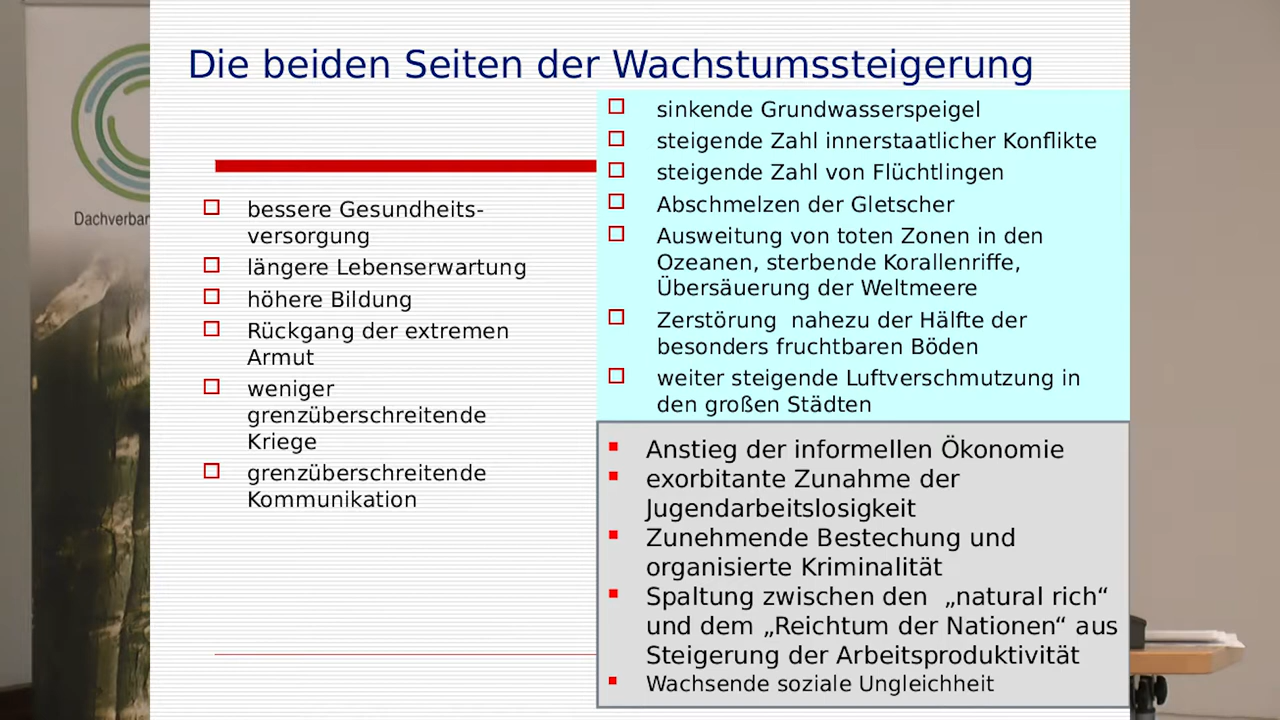 Die beiden Seiten der Wachstumssteigerung
Dachverban
bessere Gesundheits-
versorgung
längere Lebenserwartung
höhere Bildung
Rückgang der extremen
Armut
weniger
grenzüberschreitende
Kriege
grenzüberschreitende
Kommunikation
sinkende Grundwasserspeigel
steigende Zahl innerstaatlicher Konflikte
steigende Zahl von Flüchtlingen
Abschmelzen der Gletscher
Ausweitung von toten Zonen in den
Ozeanen, sterbende Korallenriffe,
Übersäuerung der Weltmeere
Zerstörung nahezu der Hälfte der
besonders fruchtbaren Böden
weiter steigende Luftverschmutzung in
den großen Städten
Anstieg der informellen Ökonomie
exorbitante Zunahme der
Jugendarbeitslosigkeit
Zunehmende Bestechung und
organisierte Kriminalität
Spaltung zwischen den „natural rich“
und dem „Reichtum der Nationen“ aus
Steigerung der Arbeitsproduktivität
Wachsende soziale Ungleichheit